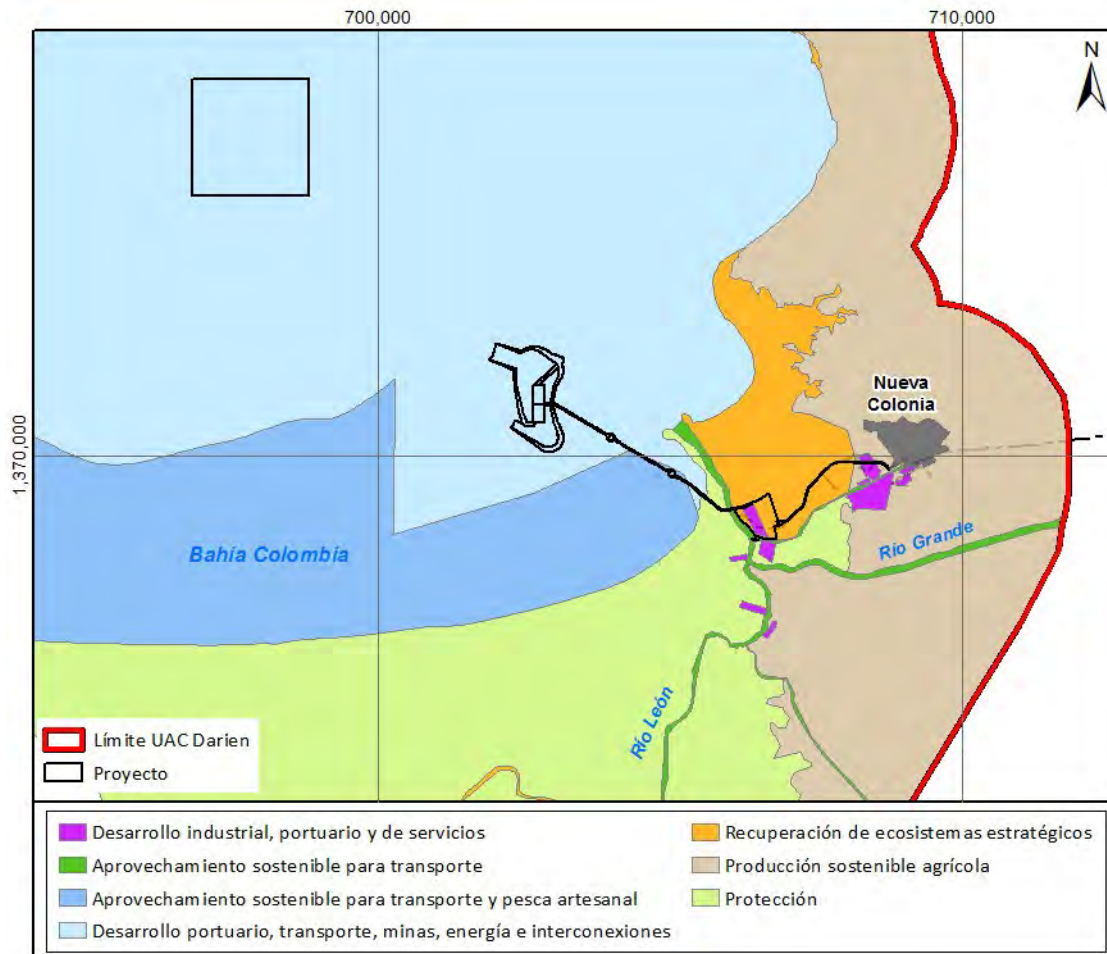 700,000
710,000
N
1,370,000
Nueva
Colonia
Bahía Colombia
Río Grande
Río León
Límite UAC Darien
Proyecto
Desarrollo industrial, portuario y de servicios
Aprovechamiento sostenible para transporte
Aprovechamiento sostenible para transporte y pesca artesanal
Desarrollo portuario, transporte, minas, energía e interconexiones
Recuperación de ecosistemas estratégicos
Producción sostenible agrícola
Protección